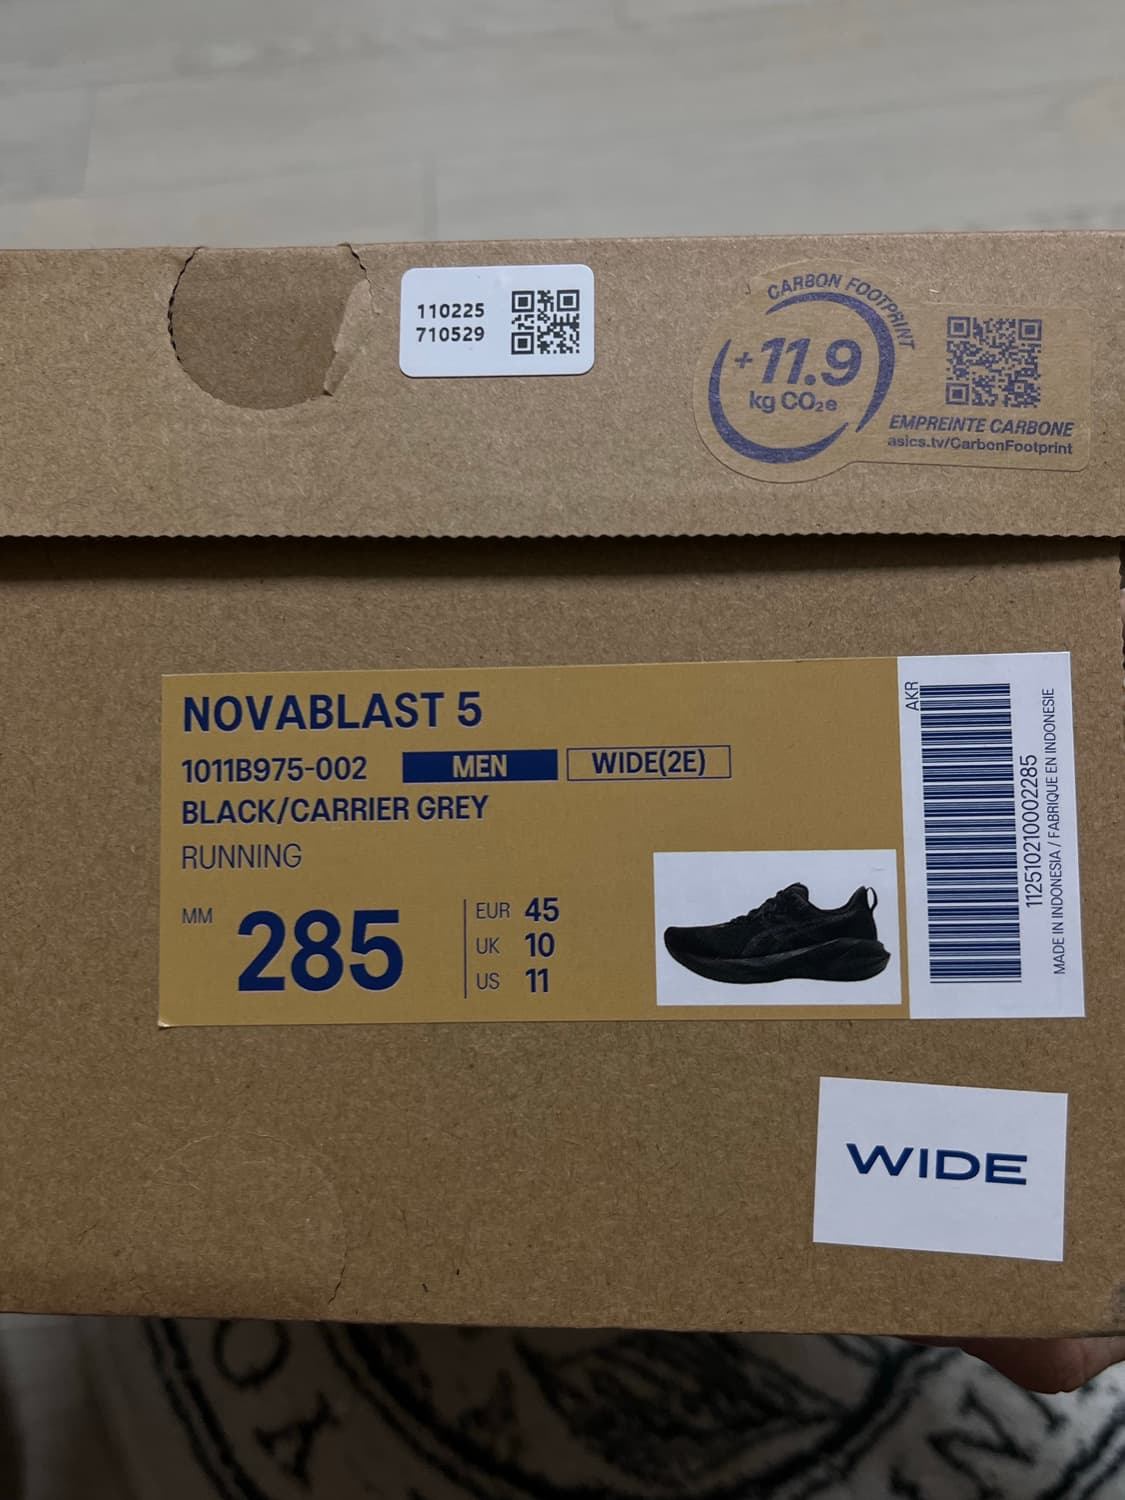 110225
710529
CARBON FOOTPRINT
+11.9
kg CO₂e
EMPREINTE CARBONE
asics.tv/CarbonFootprint
NOVABLAST 5
1011B975-002 MEN WIDE(2E)
BLACK/CARRIER GREY
RUNNING
MM 285
EUR 45
UK 10
US 11
AKR
112510210002285
MADE IN INDONESIA / FABRIQUE EN INDONESIE
WIDE